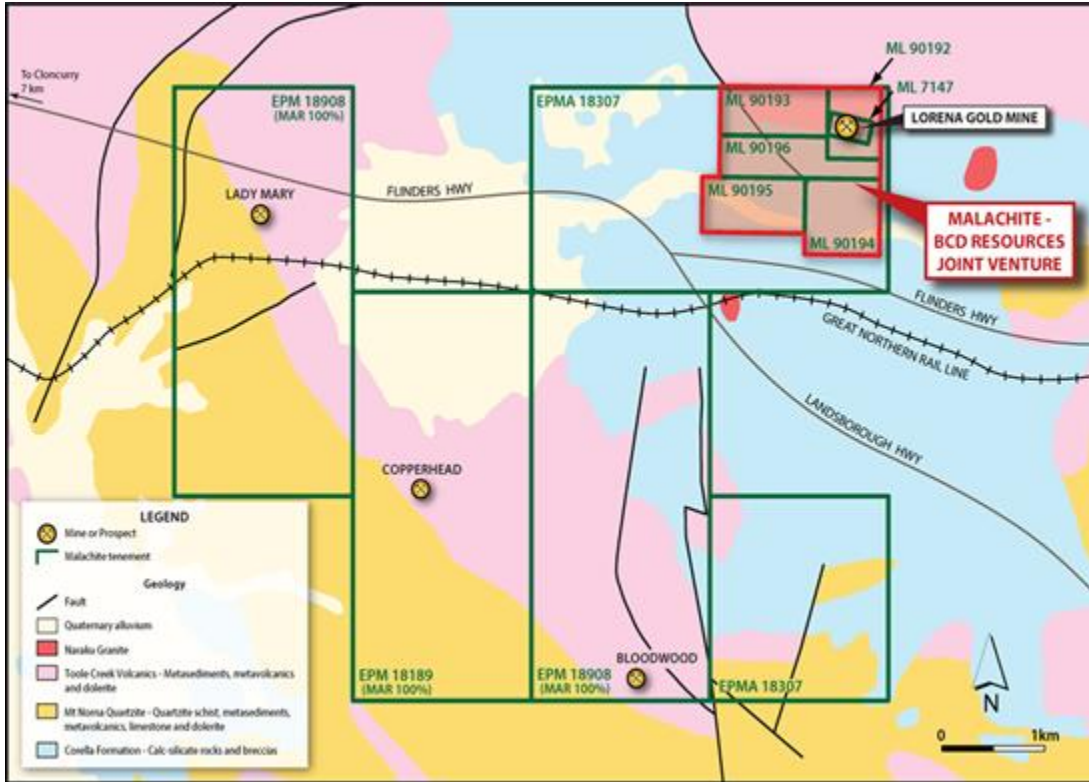 To Cloncurry
7 km
EPM 18908
(MAR 100%)
EPMA 18307
ML 90192
ML 90193
ML 7147
LORENA GOLD MINE
ML 90196
LADY MARY
FLINDERS HWY
ML 90195
ML 90194
MALACHITE -
BCD RESOURCES
JOINT VENTURE
FLINDERS HWY
GREAT NORTHERN RAIL LINE
LANDSBOROUGH HWY
COPPERHEAD
BLOODWOOD
EPM 18189
(MAR 100%)
EPM 18908
(MAR 100%)
EPMA 18307
LEGEND
Mine or Prospect
Malachite tenement
Geology
Fault
Quaternary alluvium
Naraku Granite
Toole Creek Volcanics - Metasediments, metavolcanics
and dolerite
Mt Norna Quartzite - Quartzite schist, metasediments,
metavolcanics, limestone and dolerite
Corella Formation - Calc-silicate rocks and breccias
N
0 1km